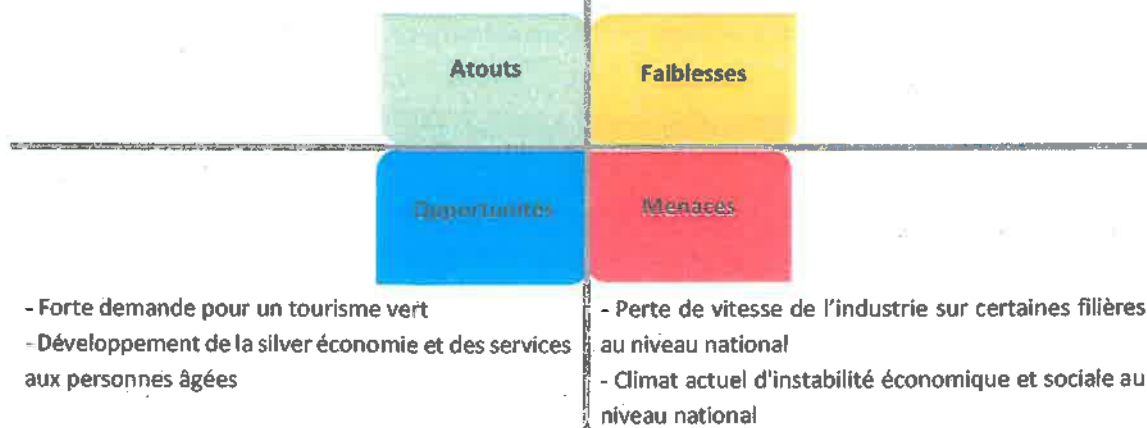 Atouts
Faiblesses
Opportunités
Menaces
- Forte demande pour un tourisme vert
- Développement de la silver économie et des services
aux personnes âgées
- Perte de vitesse de l'industrie sur certaines filières
au niveau national
- Climat actuel d'instabilité économique et sociale au
niveau national